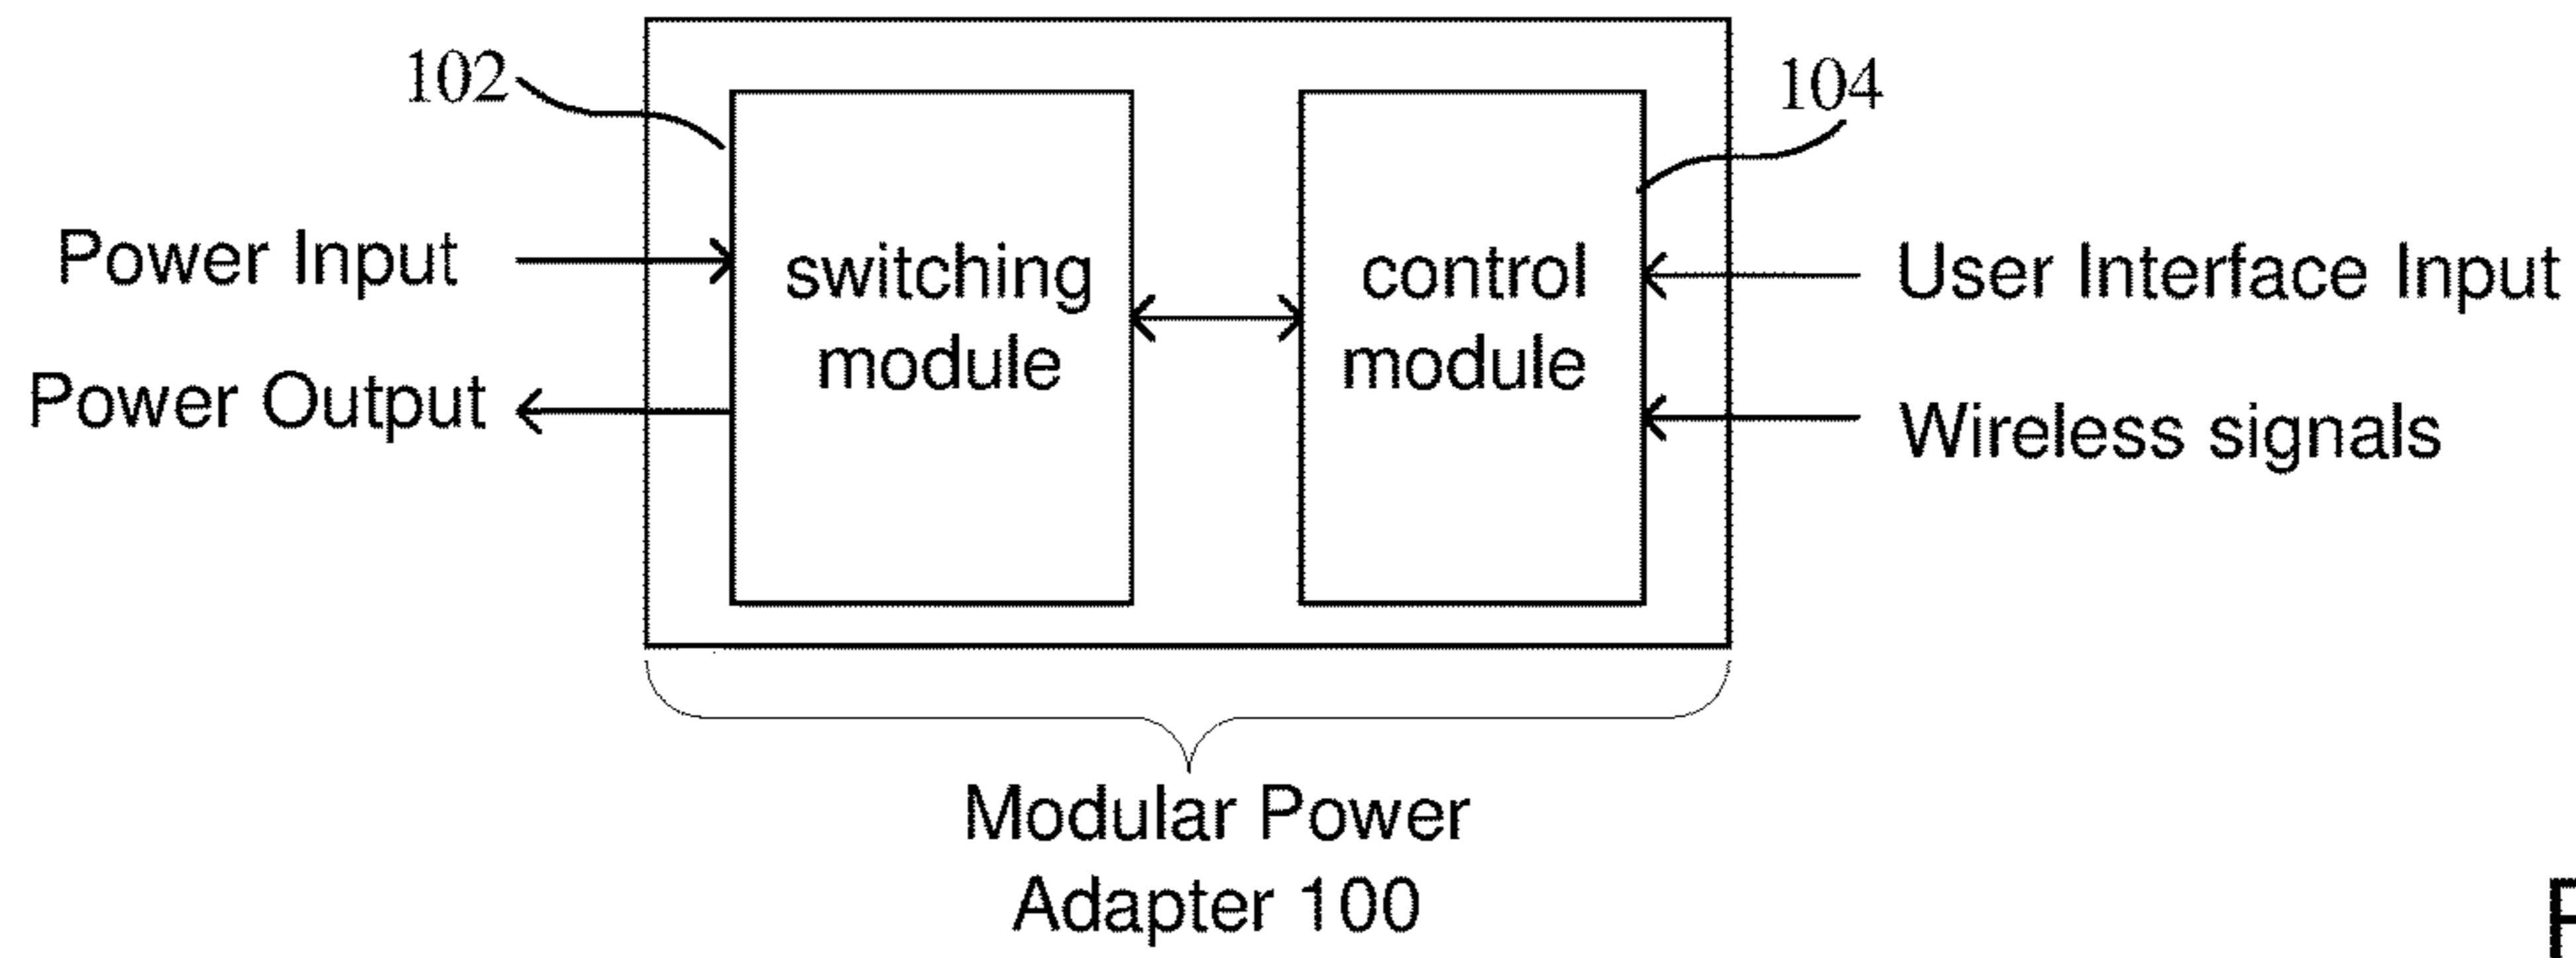 102
104
Power Input
Power Output
switching
module
control
module
User Interface Input
Wireless signals
Modular Power
Adapter 100